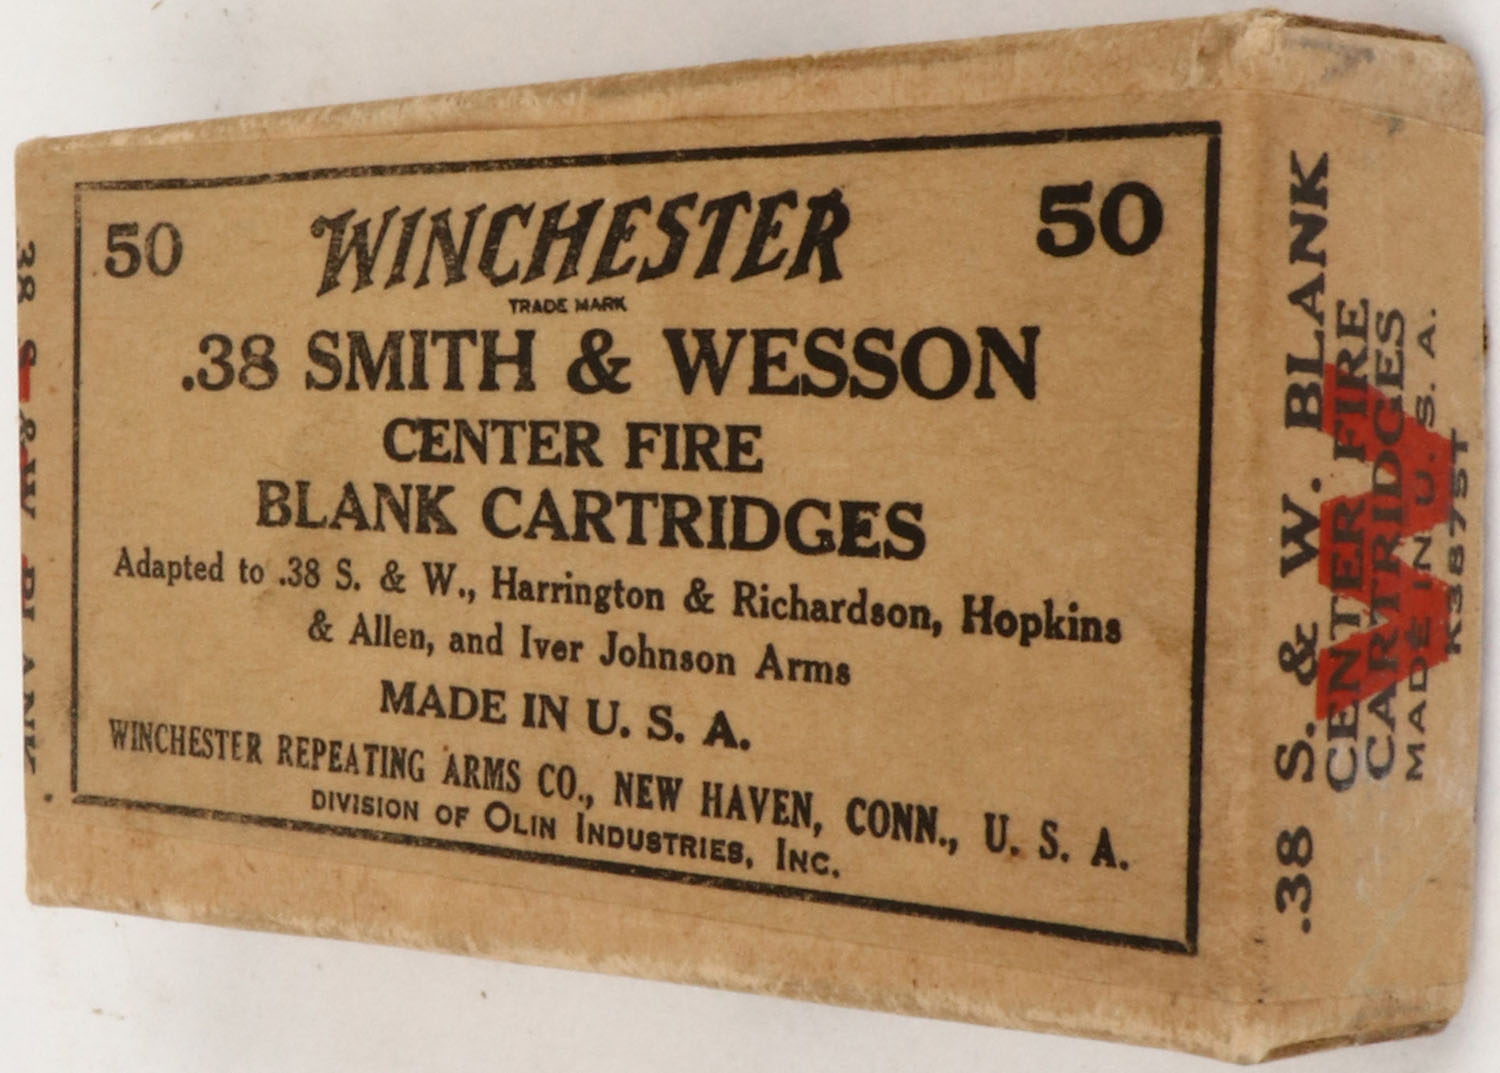 50 WINCHESTER 50
TRADE MARK
.38 SMITH & WESSON
CENTER FIRE
BLANK CARTRIDGES
Adapted to .38 S. & W., Harrington & Richardson, Hopkins
& Allen, and Iver Johnson Arms
MADE IN U. S. A.
WINCHESTER REPEATING ARMS CO., NEW HAVEN, CONN., U. S. A.
DIVISION OF OLIN INDUSTRIES, INC.
.38 S. & W. BLANK
CENTER FIRE
CARTRIDGES
MADE IN U. S. A.
K3875T
W
38 S & W BLANK